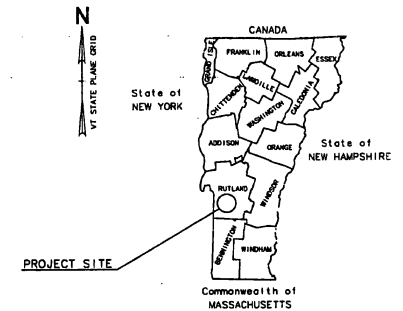 N
VT STATE PLANE GRID
CANADA
GRAND ISLE
FRANKLIN
ORLEANS
ESSEX
State of
NEW YORK
LAMOILLE
CHITTENDEN
CALEDONIA
WASHINGTON
ADDISON
ORANGE
State of
NEW HAMPSHIRE
RUTLAND
WINDSOR
PROJECT SITE
BENNINGTON
WINDHAM
Commonwealth of
MASSACHUSETTS